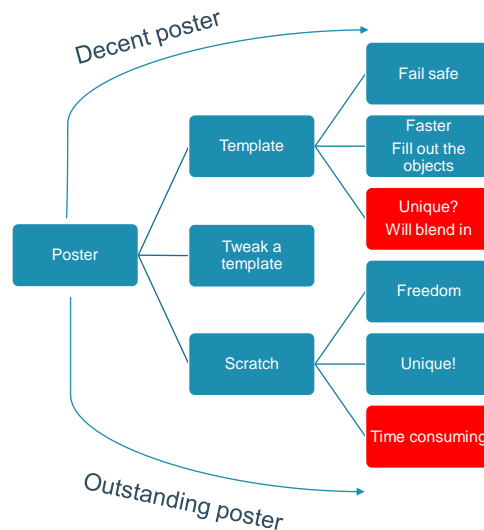 Decent poster
Fail safe
Faster
Fill out the
objects
Template
Unique?
Will blend in
Poster
Tweak a
template
Freedom
Scratch
Unique!
Time consuming
Outstanding poster